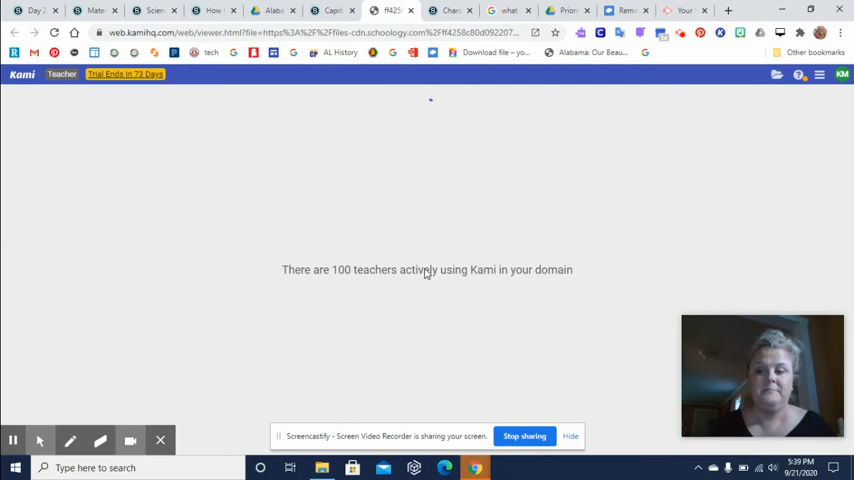 Day 2
Mate
Scien
How
Alaba
Capit
ff425
Chara
what
Priori
Remi
Your
web.kamihq.com/web/viewer.html?file=https%3A%2F%2Ffiles-cdn.schoology.com%2Fff4258c80d092207...
tech
AL History
Download file – yo...
Alabama: Our Beau...
Other bookmarks
Kami
Teacher
Trial Ends In 73 Days
KM
There are 100 teachers actively using Kami in your domain
Screencastify - Screen Video Recorder is sharing your screen.
Stop sharing
Hide
Type here to search
5:39 PM
9/21/2020